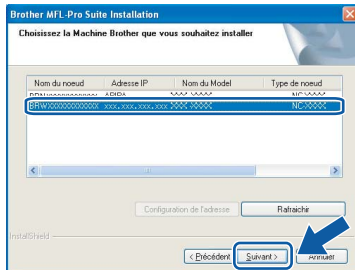 Brother MFL-Pro Suite Installation
Choisissez la Machine Brother que vous souhaitez installer
Nom du noeud Adresse IP Nom du Model Type de noeud
APIPA
BRWXXXXXXXXXXXX xxx.xxx.xxx.xxx XXX XXXXX NC-XXXX
Configuration de l'adresse Rafraichir
InstallShield
< Précédent Suivant > Annuler